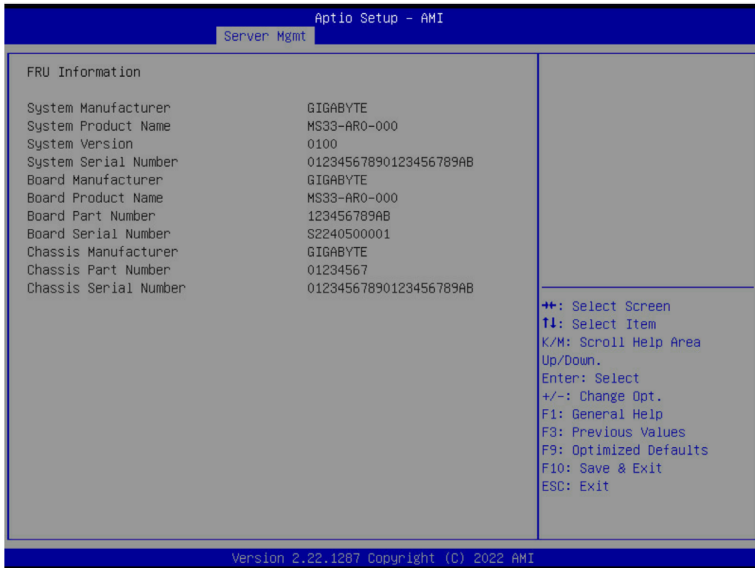 Aptio Setup - AMI
Server Mgmt
FRU Information
System Manufacturer GIGABYTE
System Product Name MS33-AR0-000
System Version 0100
System Serial Number 01234567890123456789AB
Board Manufacturer GIGABYTE
Board Product Name MS33-AR0-000
Board Part Number 123456789AB
Board Serial Number S2240500001
Chassis Manufacturer GIGABYTE
Chassis Part Number 01234567
Chassis Serial Number 01234567890123456789AB
→←: Select Screen
↑↓: Select Item
K/M: Scroll Help Area
Up/Down.
Enter: Select
+/-: Change Opt.
F1: General Help
F3: Previous Values
F9: Optimized Defaults
F10: Save & Exit
ESC: Exit
Version 2.22.1287 Copyright (C) 2022 AMI